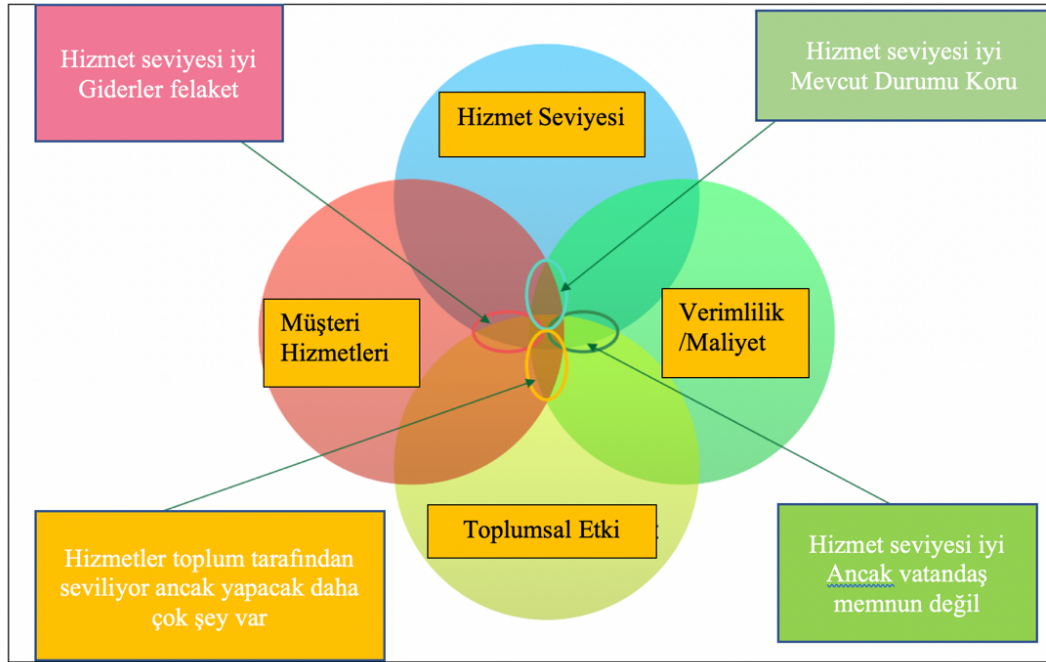 Hizmet seviyesi iyi
Giderler felaket
Hizmet seviyesi iyi
Mevcut Durumu Koru
Hizmet Seviyesi
Müşteri
Hizmetleri
Verimlilik
/Maliyet
Toplumsal Etki
Hizmetler toplum tarafından
seviliyor ancak yapacak daha
çok şey var
Hizmet seviyesi iyi
Ancak vatandaş
memnun değil